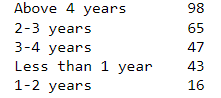 Above 4 years 98
2-3 years 65
3-4 years 47
Less than 1 year 43
1-2 years 16